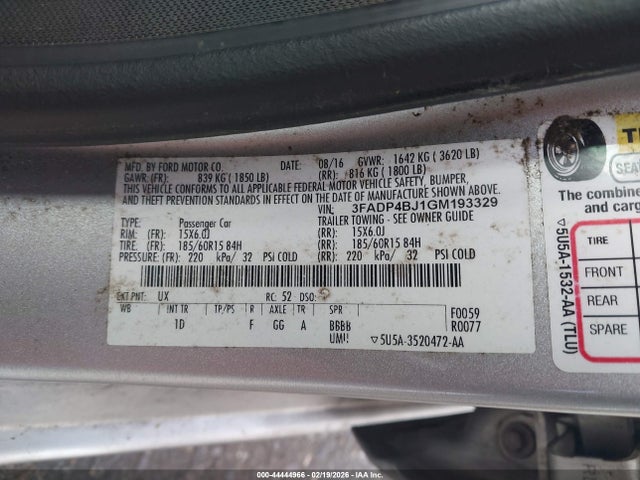 MFD. BY FORD MOTOR CO. DATE: 08/16 GVWR: 1642 KG ( 3620 LB)
GAWR: (FR): 839 KG ( 1850 LB) (RR): 816 KG ( 1800 LB)
THIS VEHICLE CONFORMS TO ALL APPLICABLE FEDERAL MOTOR VEHICLE SAFETY, BUMPER,
AND THEFT PREVENTION STANDARDS IN EFFECT ON THE DATE OF MANUFACTURE SHOWN ABOVE
VIN: 3FADP4BJ1GM193329
TYPE: Passenger Car TRAILER TOWING - SEE OWNER GUIDE
RIM: (FR): 15X6.0J (RR): 15X6.0J
TIRE: (FR): 185/60R15 84H (RR): 185/60R15 84H
PRESSURE: (FR): 220 kPa/ 32 PSI COLD (RR): 220 kPa/ 32 PSI COLD
EXT PNT: UX RC: 52 DSO:
WB INT TR TP/PS R AXLE TR SPR F0059
1D F GG A BBBB R0077
UM!! ▽5U5A-3520472-AA
The combine
and carg
TIRE
FRONT
REAR
SPARE
▽5U5A-1532-AA (TLU)
000-44444966 - 02/19/2026 - IAAI.COM